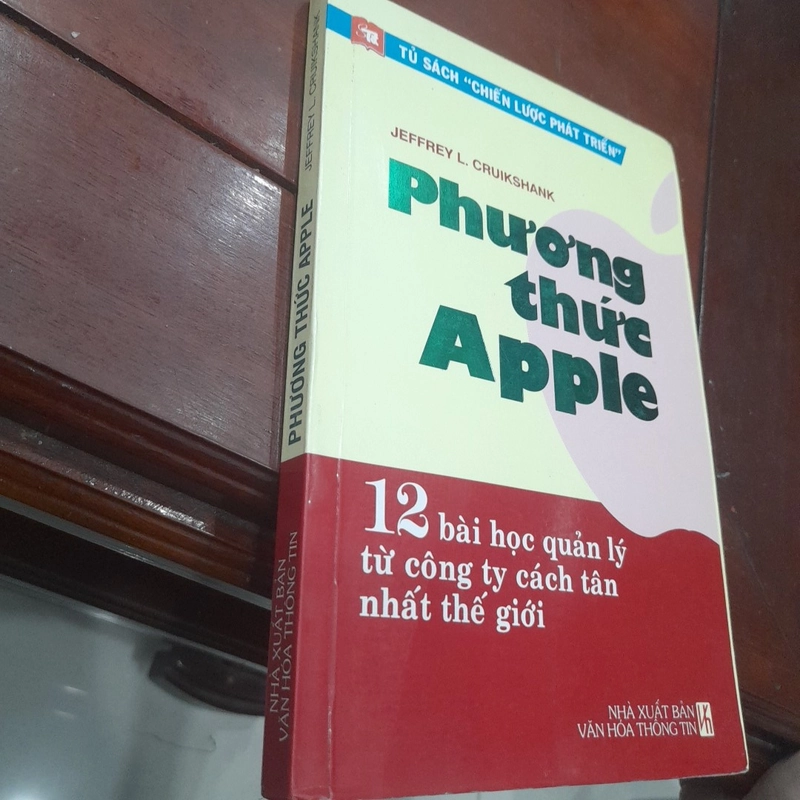 TỦ SÁCH "CHIẾN LƯỢC PHÁT TRIỂN"
JEFFREY L. CRUIKSHANK
Phương
thức
Apple
12 bài học quản lý
từ công ty cách tân
nhất thế giới
NHÀ XUẤT BẢN
VĂN HÓA THÔNG TIN
JEFFREY L. CRUIKSHANK
PHƯƠNG THỨC APPLE
NHÀ XUẤT BẢN
VĂN HÓA THÔNG TIN